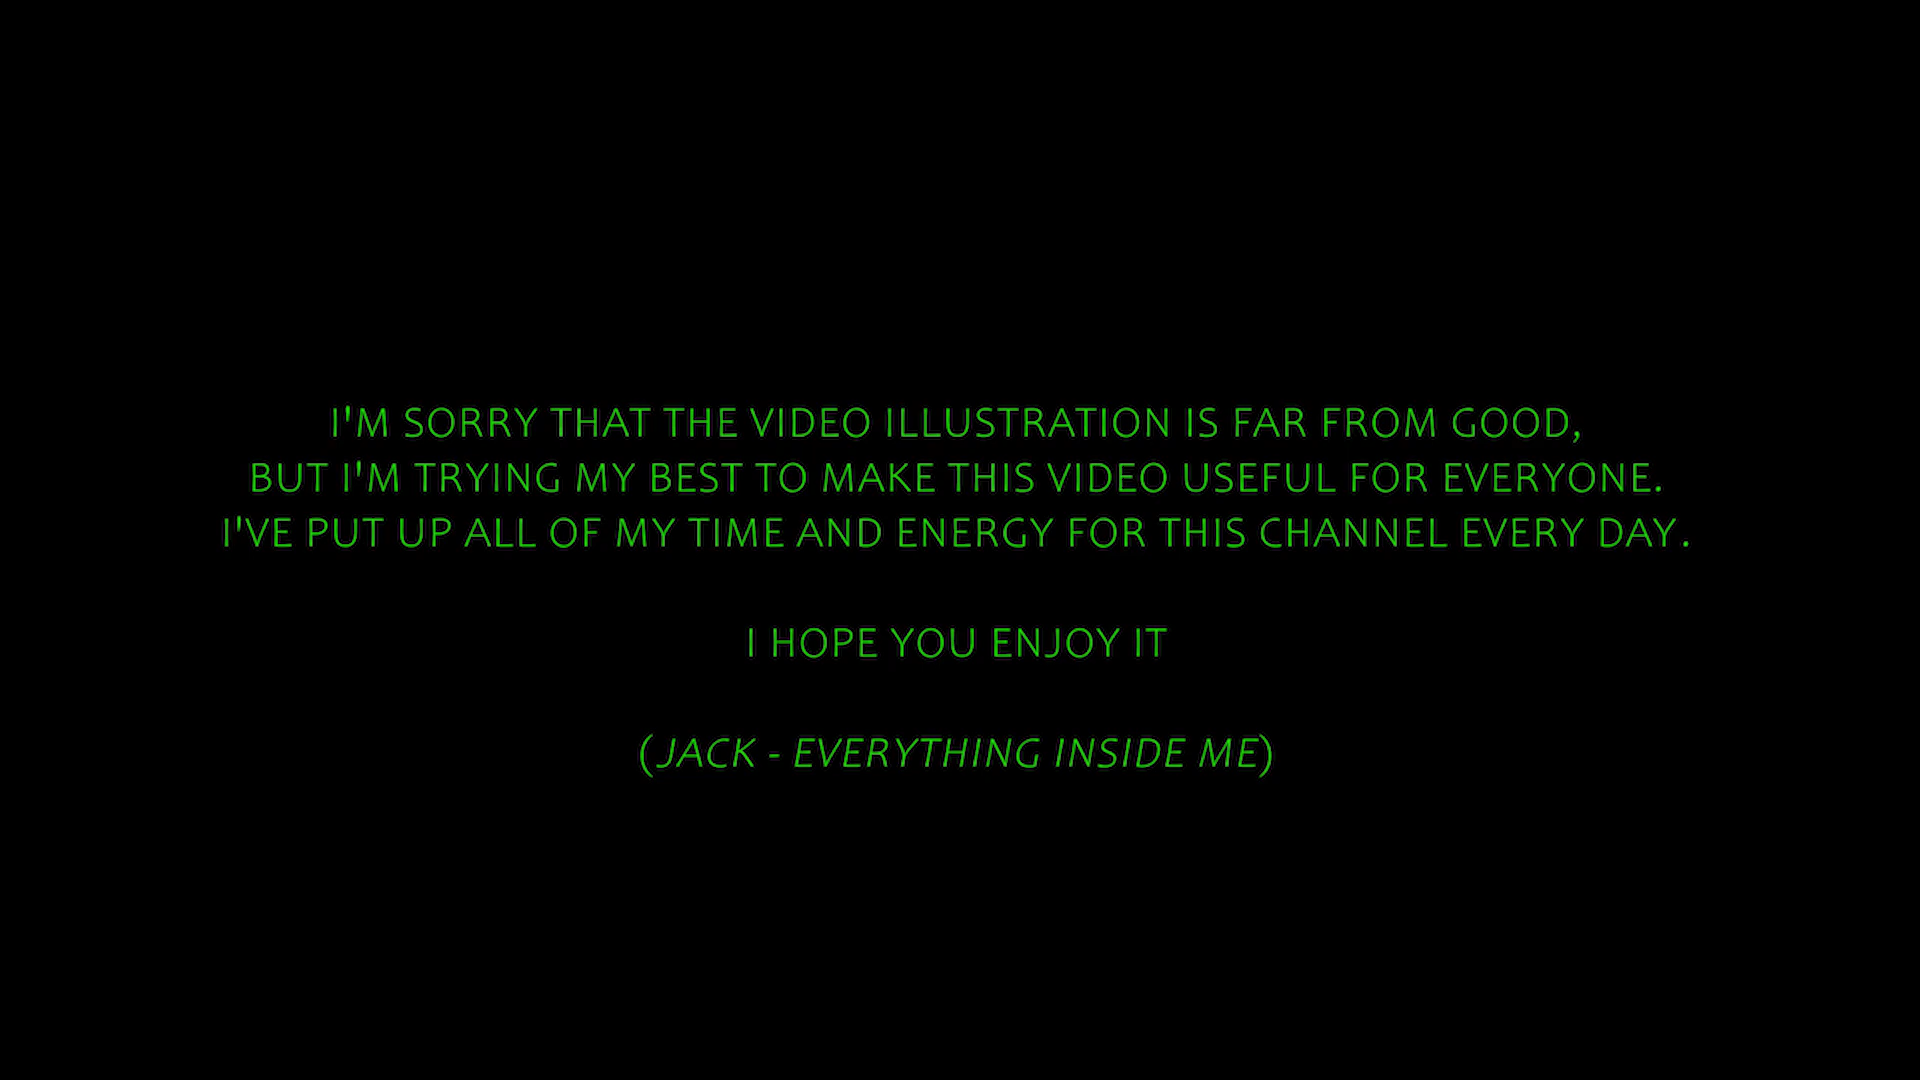 I'M SORRY THAT THE VIDEO ILLUSTRATION IS FAR FROM GOOD,
BUT I'M TRYING MY BEST TO MAKE THIS VIDEO USEFUL FOR EVERYONE.
I'VE PUT UP ALL OF MY TIME AND ENERGY FOR THIS CHANNEL EVERY DAY.
I HOPE YOU ENJOY IT
(JACK - EVERYTHING INSIDE ME)